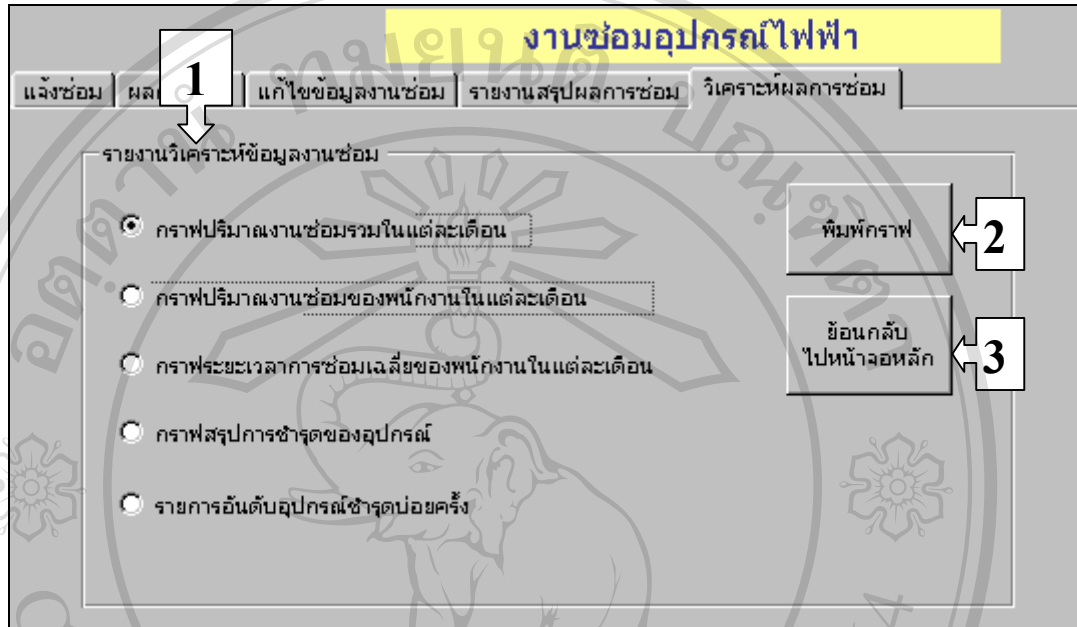 งานซ่อมอุปกรณ์ไฟฟ้า
แจ้งซ่อม
แก้ไขข้อมูลงานซ่อม
รายงานสรุปผลการซ่อม
วิเคราะห์ผลการซ่อม
1
รายงานวิเคราะห์ข้อมูลงานซ่อม
กราฟปริมาณงานซ่อมรวมในแต่ละเดือน
กราฟปริมาณงานซ่อมของพนักงานในแต่ละเดือน
กราฟระยะเวลาการซ่อมเฉลี่ยของพนักงานในแต่ละเดือน
กราฟสรุปการชำรุดของอุปกรณ์
รายการอันดับอุปกรณ์ชำรุดบ่อยครั้ง
พิมพ์กราฟ
2
ย้อนกลับ
ไปหน้าจอหลัก
3